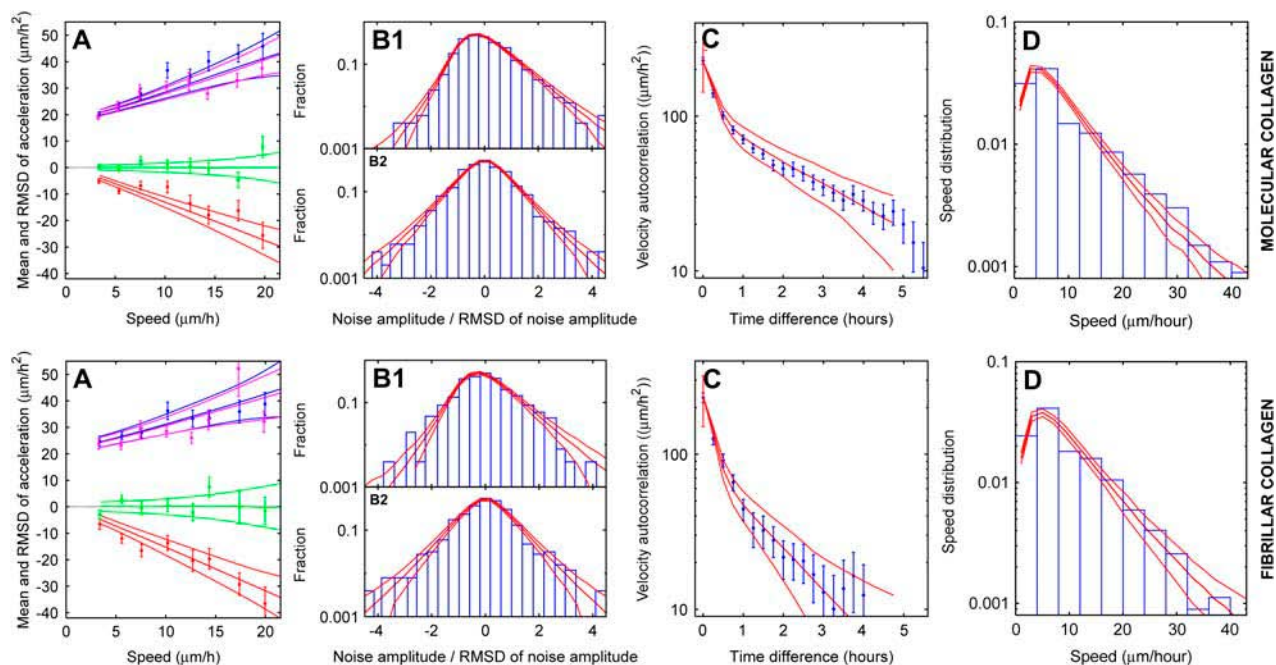 A
Mean and RMSD of acceleration (μm/h²)
50
40
30
20
10
0
-10
-20
-30
-40
0 5 10 15 20
Speed (μm/h)
B1
Fraction
0.1
0.001
B2
Fraction
0.1
0.001
-4 -2 0 2 4
Noise amplitude / RMSD of noise amplitude
C
Velocity autocorrelation ((μm/h²))
100
10
0 1 2 3 4 5
Time difference (hours)
D
Speed distribution
0.1
0.01
0.001
0 10 20 30 40
Speed (μm/hour)
MOLECULAR COLLAGEN
A
Mean and RMSD of acceleration (μm/h²)
50
40
30
20
10
0
-10
-20
-30
-40
0 5 10 15 20
Speed (μm/h)
B1
Fraction
0.1
0.001
B2
Fraction
0.1
0.001
-4 -2 0 2 4
Noise amplitude / RMSD of noise amplitude
C
Velocity autocorrelation ((μm/h²))
100
10
0 1 2 3 4 5
Time difference (hours)
D
Speed distribution
0.1
0.01
0.001
0 10 20 30 40
Speed (μm/hour)
FIBRILLAR COLLAGEN